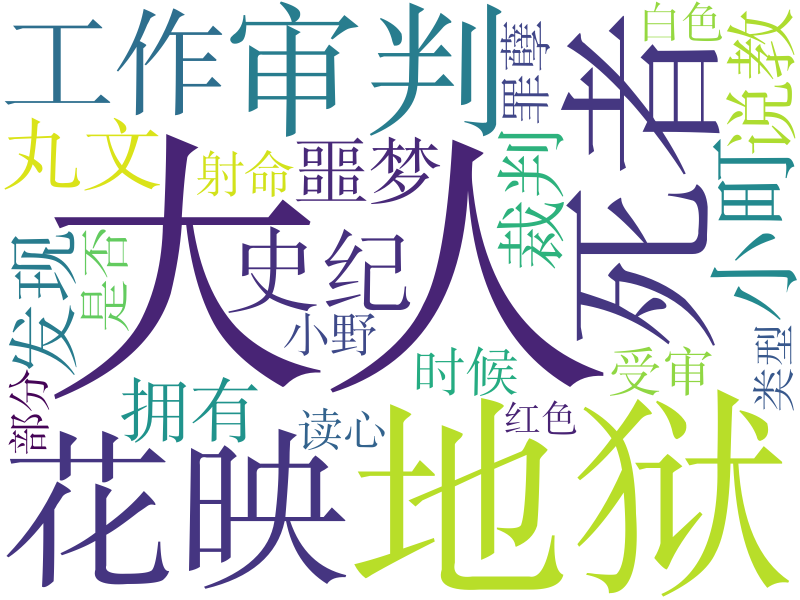 工作
审判
死者
白色
罪孽
说教
丸文
射命
噩梦
裁判
小町
大人
发现
是否
史纪
小野
时候
受审
类型
部分
拥有
读心
红色
花映
地狱